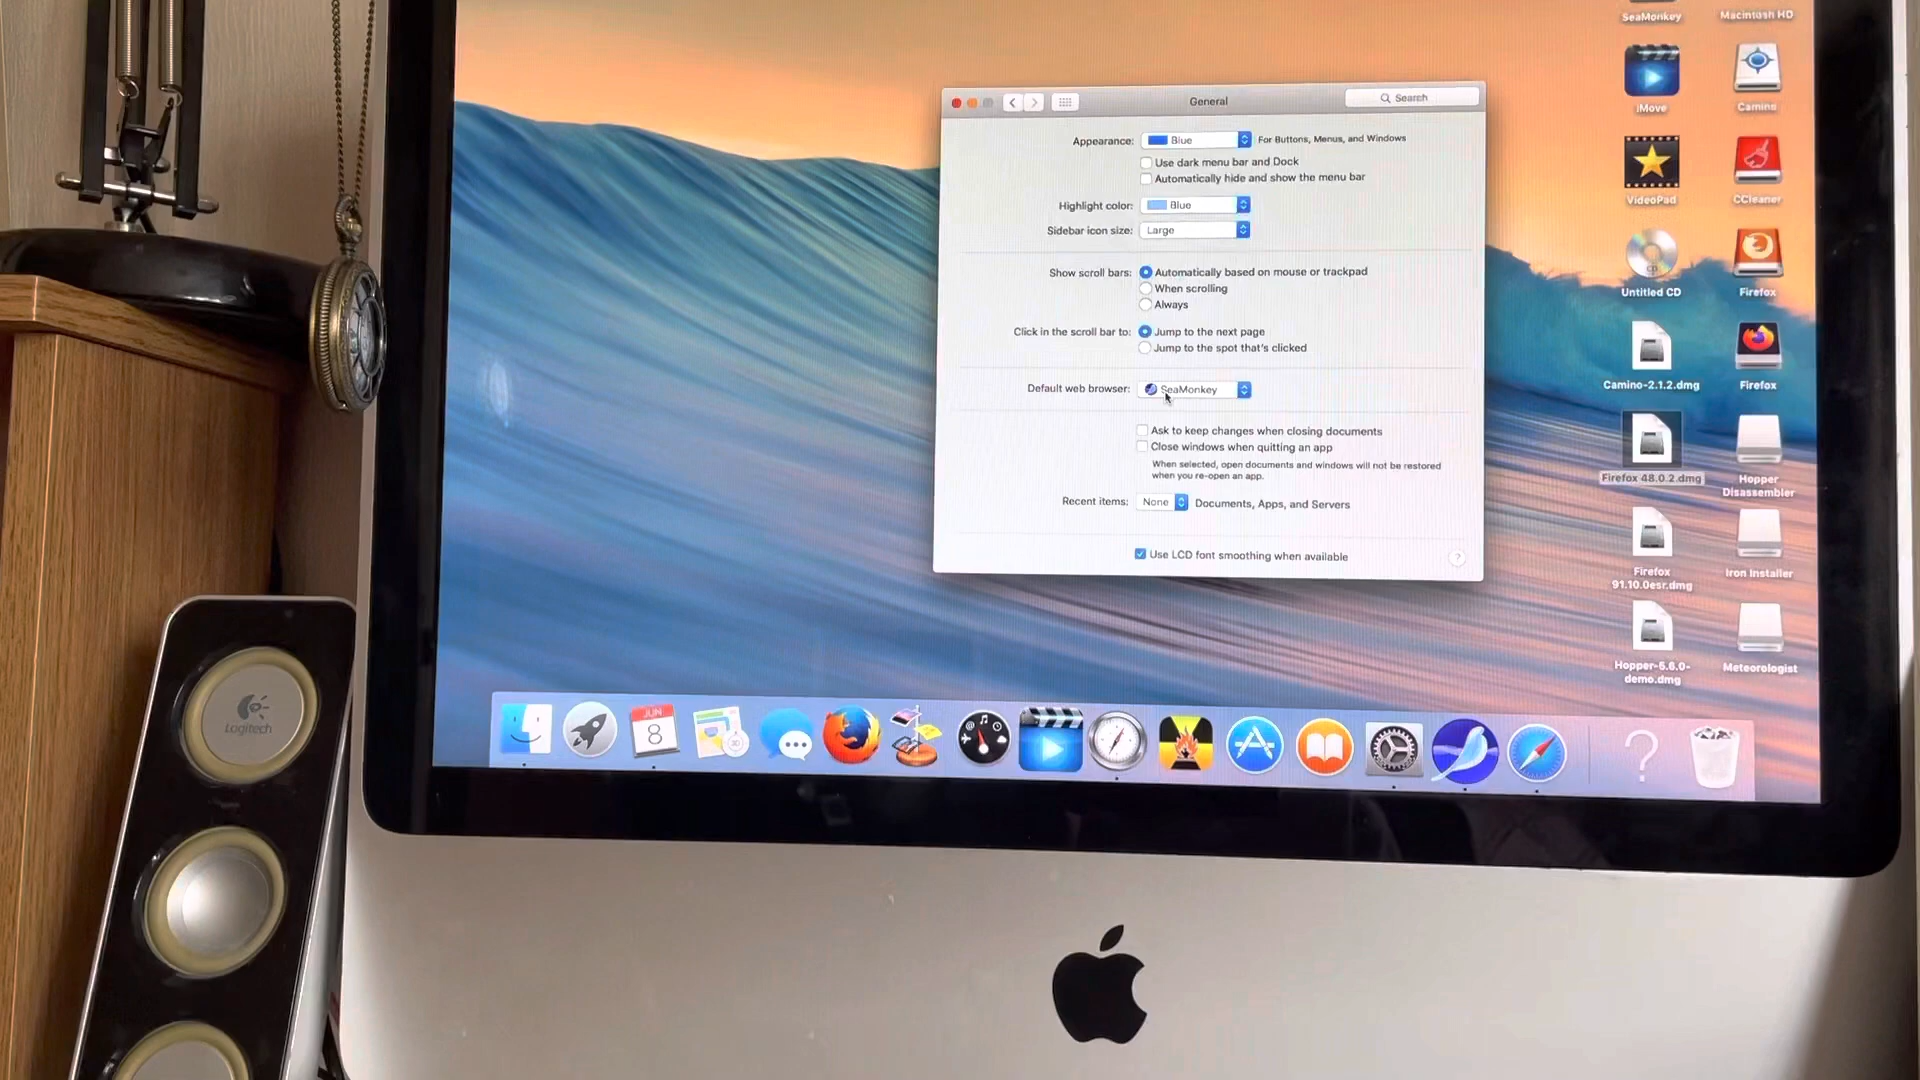 General
Search
Appearance:
Blue
For Buttons, Menus, and Windows
Use dark menu bar and Dock
Automatically hide and show the menu bar
Highlight color:
Blue
Sidebar icon size:
Large
Show scroll bars:
Automatically based on mouse or trackpad
When scrolling
Always
Click in the scroll bar to:
Jump to the next page
Jump to the spot that's clicked
Default web browser:
SeaMonkey
Ask to keep changes when closing documents
Close windows when quitting an app
When selected, open documents and windows will not be restored
when you re-open an app.
Recent items:
None
Documents, Apps, and Servers
Use LCD font smoothing when available
?
SeaMonkey
Macintosh HD
iMove
Camino
VideoPad
CCleaner
CD
Untitled CD
Firefox
Camino-2.1.2.dmg
Firefox
Firefox 48.0.2.dmg
Hopper
Disassembler
Firefox
91.10.0esr.dmg
Iron Installer
Hopper-5.6.0-
demo.dmg
Meteorologist
JUN
8
?
Logitech